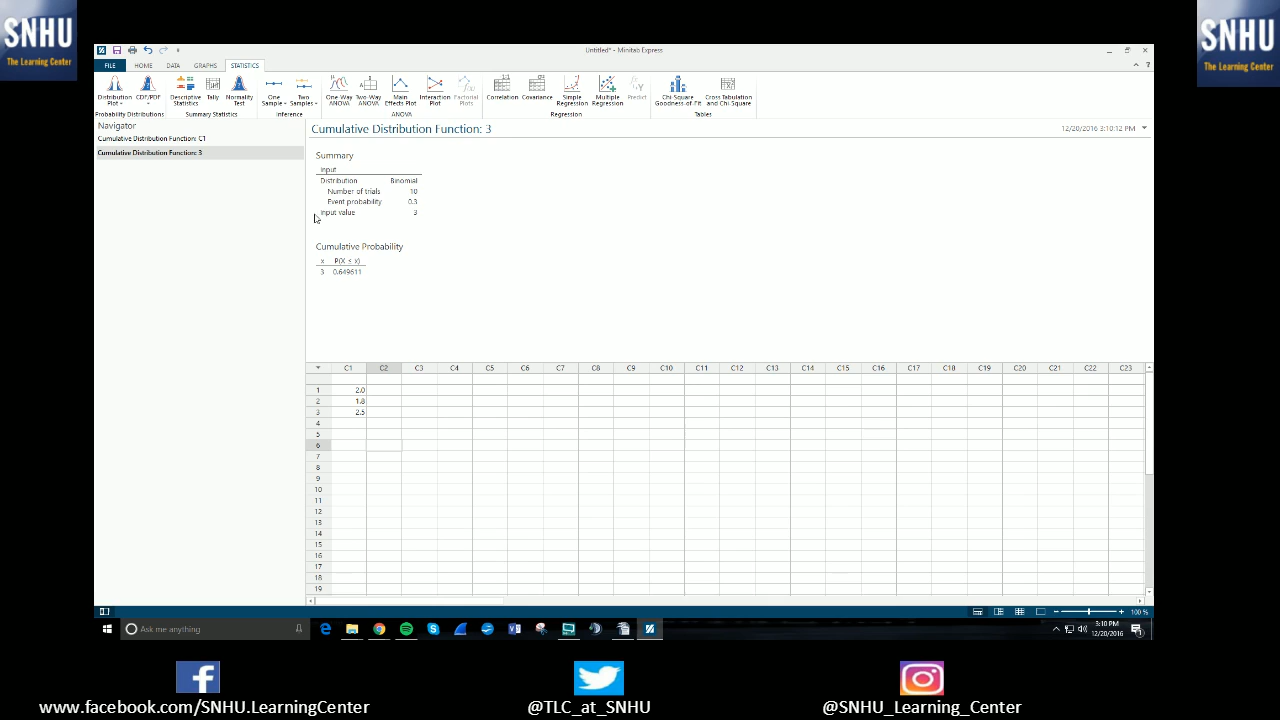 SNHU
The Learning Center
SNHU
The Learning Center
Untitled* - Minitab Express
FILE HOME DATA GRAPHS STATISTICS
Distribution Plot CDF/PDF Descriptive Statistics Tally Normality Test One Sample Two Samples One-Way ANOVA Two-Way ANOVA Main Effects Plot Interaction Plot Factorial Plots Correlation Covariance Simple Regression Multiple Regression Predict Chi-Square Goodness-of-Fit Cross Tabulation and Chi-Square
Probability Distributions Summary Statistics Inference ANOVA Regression Tables
Navigator
Cumulative Distribution Function: C1
Cumulative Distribution Function: 3
Cumulative Distribution Function: 3
12/20/2016 3:10:12 PM
Summary
Input
Distribution Binomial
Number of trials 10
Event probability 0.3
Input value 3
Cumulative Probability
x P(X ≤ x)
3 0.649611
C1 C2 C3 C4 C5 C6 C7 C8 C9 C10 C11 C12 C13 C14 C15 C16 C17 C18 C19 C20 C21 C22 C23
1 2.0
2 1.8
3 2.5
4
5
6
7
8
9
10
11
12
13
14
15
16
17
18
19
100 %
Ask me anything
3:10 PM
12/20/2016
www.facebook.com/SNHU.LearningCenter
@TLC_at_SNHU
@SNHU_Learning_Center